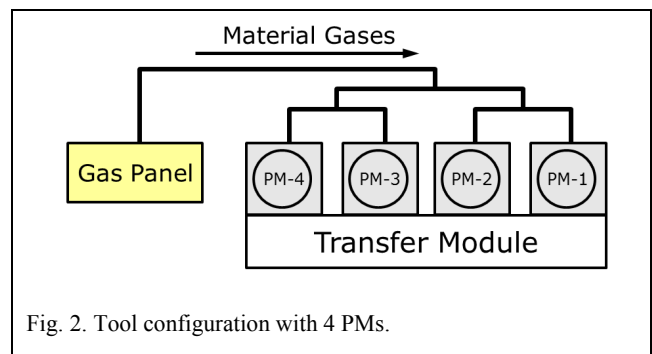 Material Gases
Gas Panel
PM-4
PM-3
PM-2
PM-1
Transfer Module
Fig. 2. Tool configuration with 4 PMs.